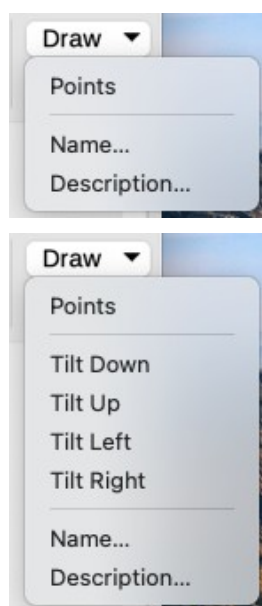 Draw
Points
Name...
Description...
Draw
Points
Tilt Down
Tilt Up
Tilt Left
Tilt Right
Name...
Description...